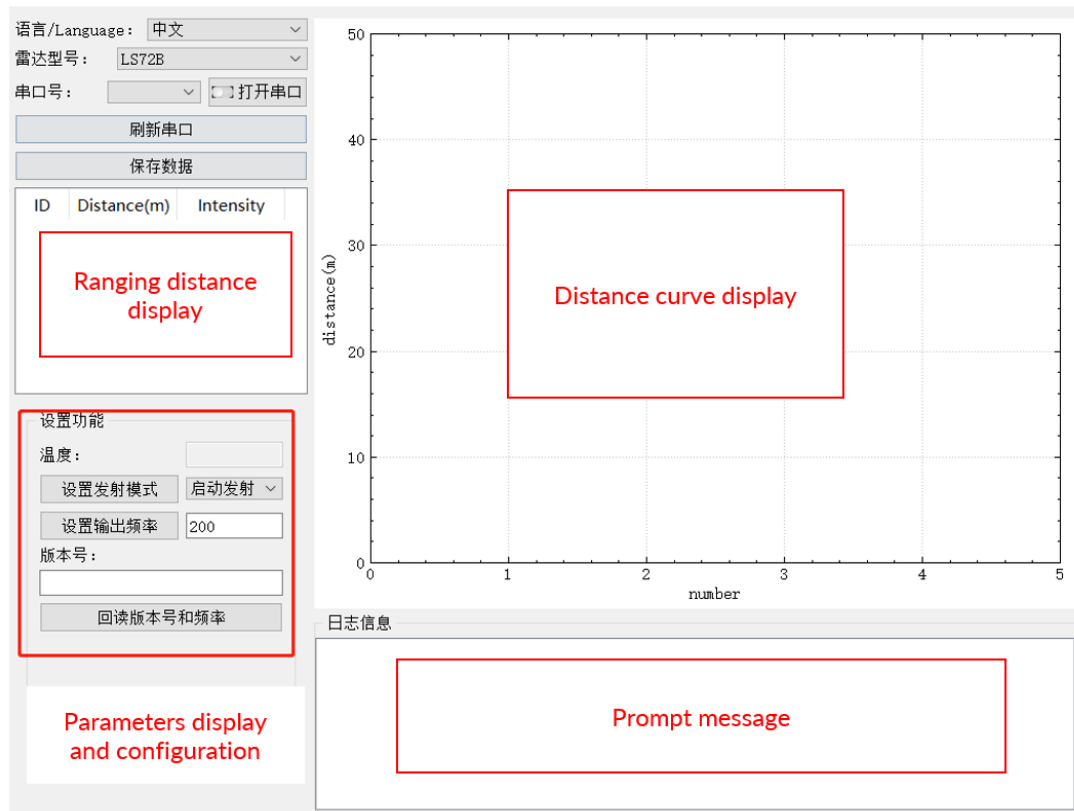 语言/Language： 中文
雷达型号： LS72B
串口号： 打开串口
刷新串口
保存数据
ID Distance(m) Intensity
Ranging distance
display
设置功能
温度：
设置发射模式 启动发射
设置输出频率 200
版本号：
回读版本号和频率
Parameters display
and configuration
50
40
30
20
10
0
distance(m)
Distance curve display
0 1 2 3 4 5
number
日志信息
Prompt message